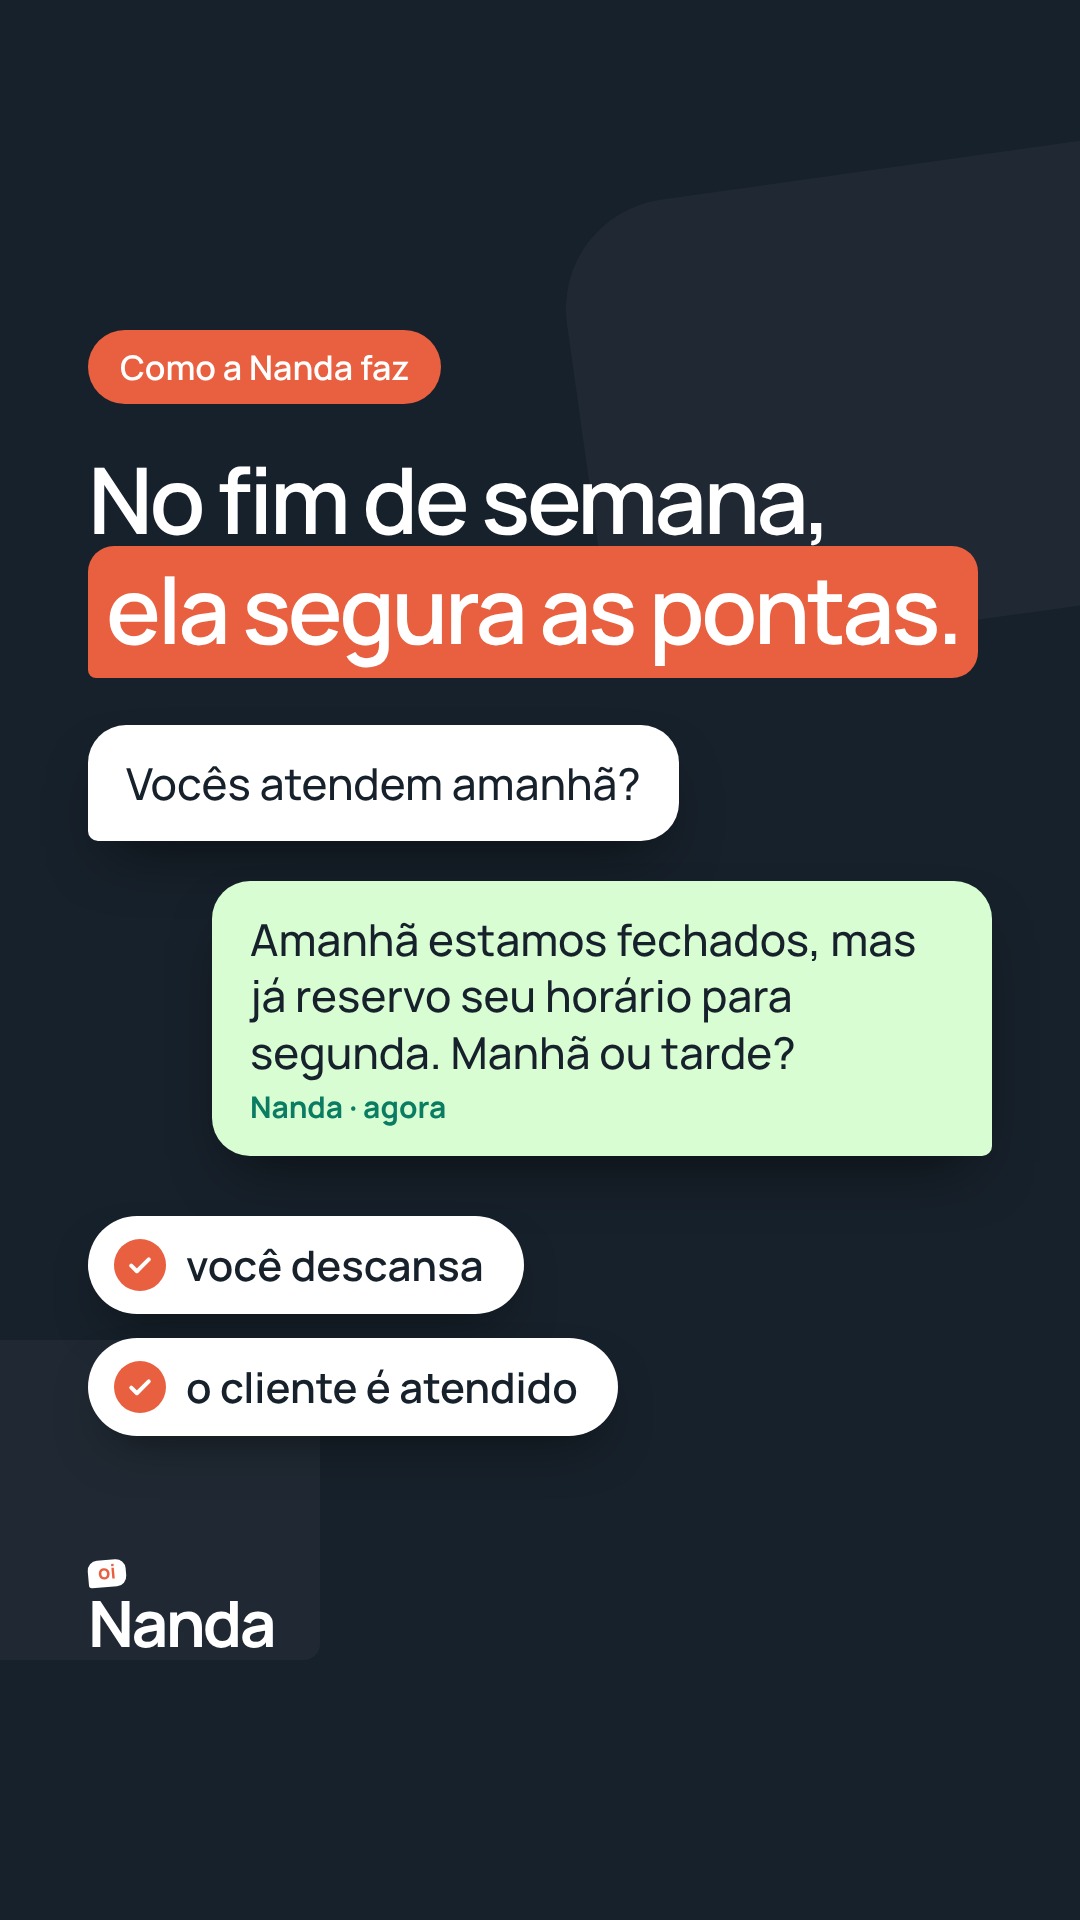 Como a Nanda faz
No fim de semana,
ela segura as pontas.
Vocês atendem amanhã?
Amanhã estamos fechados, mas
já reservo seu horário para
segunda. Manhã ou tarde?
Nanda · agora
você descansa
o cliente é atendido
oi
Nanda